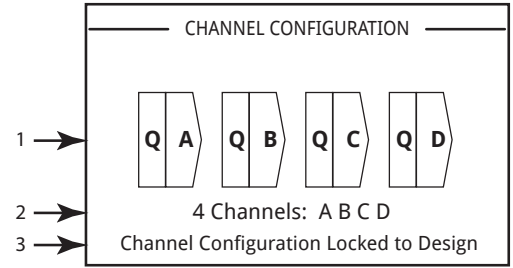 CHANNEL CONFIGURATION
1 Q A Q B Q C Q D
2 4 Channels: A B C D
3 Channel Configuration Locked to Design